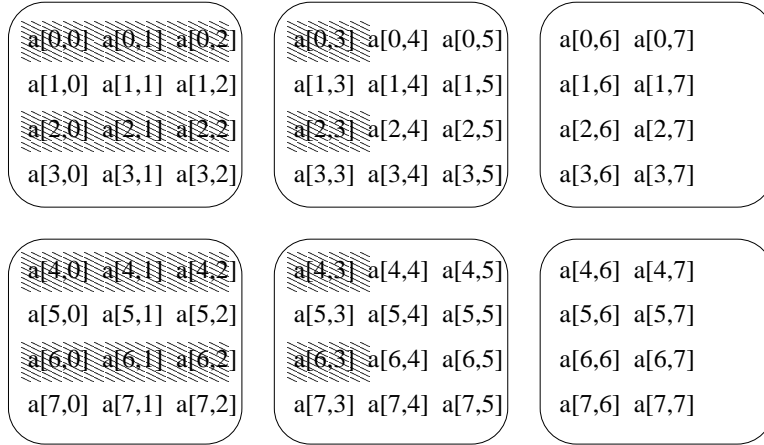 a[0,0] a[0,1] a[0,2] a[0,3] a[0,4] a[0,5] a[0,6] a[0,7]
a[1,0] a[1,1] a[1,2] a[1,3] a[1,4] a[1,5] a[1,6] a[1,7]
a[2,0] a[2,1] a[2,2] a[2,3] a[2,4] a[2,5] a[2,6] a[2,7]
a[3,0] a[3,1] a[3,2] a[3,3] a[3,4] a[3,5] a[3,6] a[3,7]
a[4,0] a[4,1] a[4,2] a[4,3] a[4,4] a[4,5] a[4,6] a[4,7]
a[5,0] a[5,1] a[5,2] a[5,3] a[5,4] a[5,5] a[5,6] a[5,7]
a[6,0] a[6,1] a[6,2] a[6,3] a[6,4] a[6,5] a[6,6] a[6,7]
a[7,0] a[7,1] a[7,2] a[7,3] a[7,4] a[7,5] a[7,6] a[7,7]